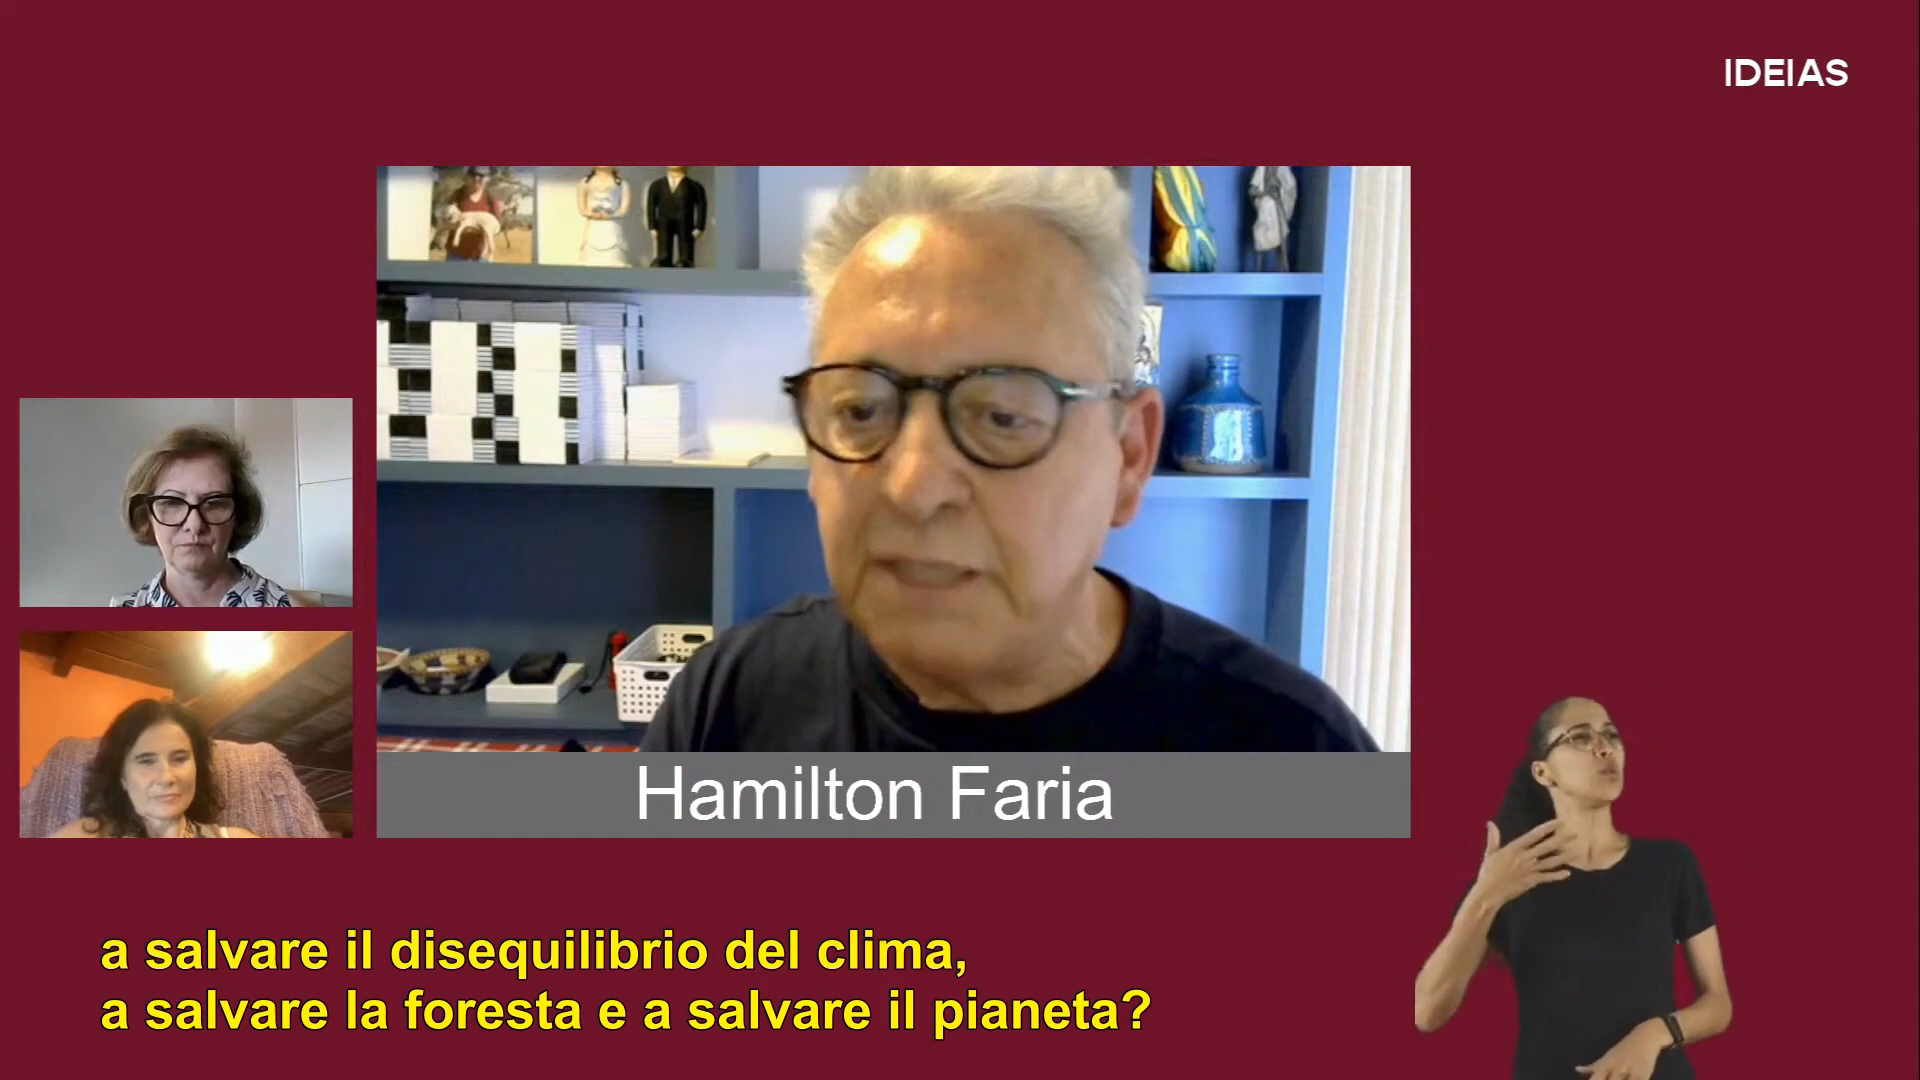 IDEIAS
Hamilton Faria
a salvare il disequilibrio del clima,
a salvare la foresta e a salvare il pianeta?